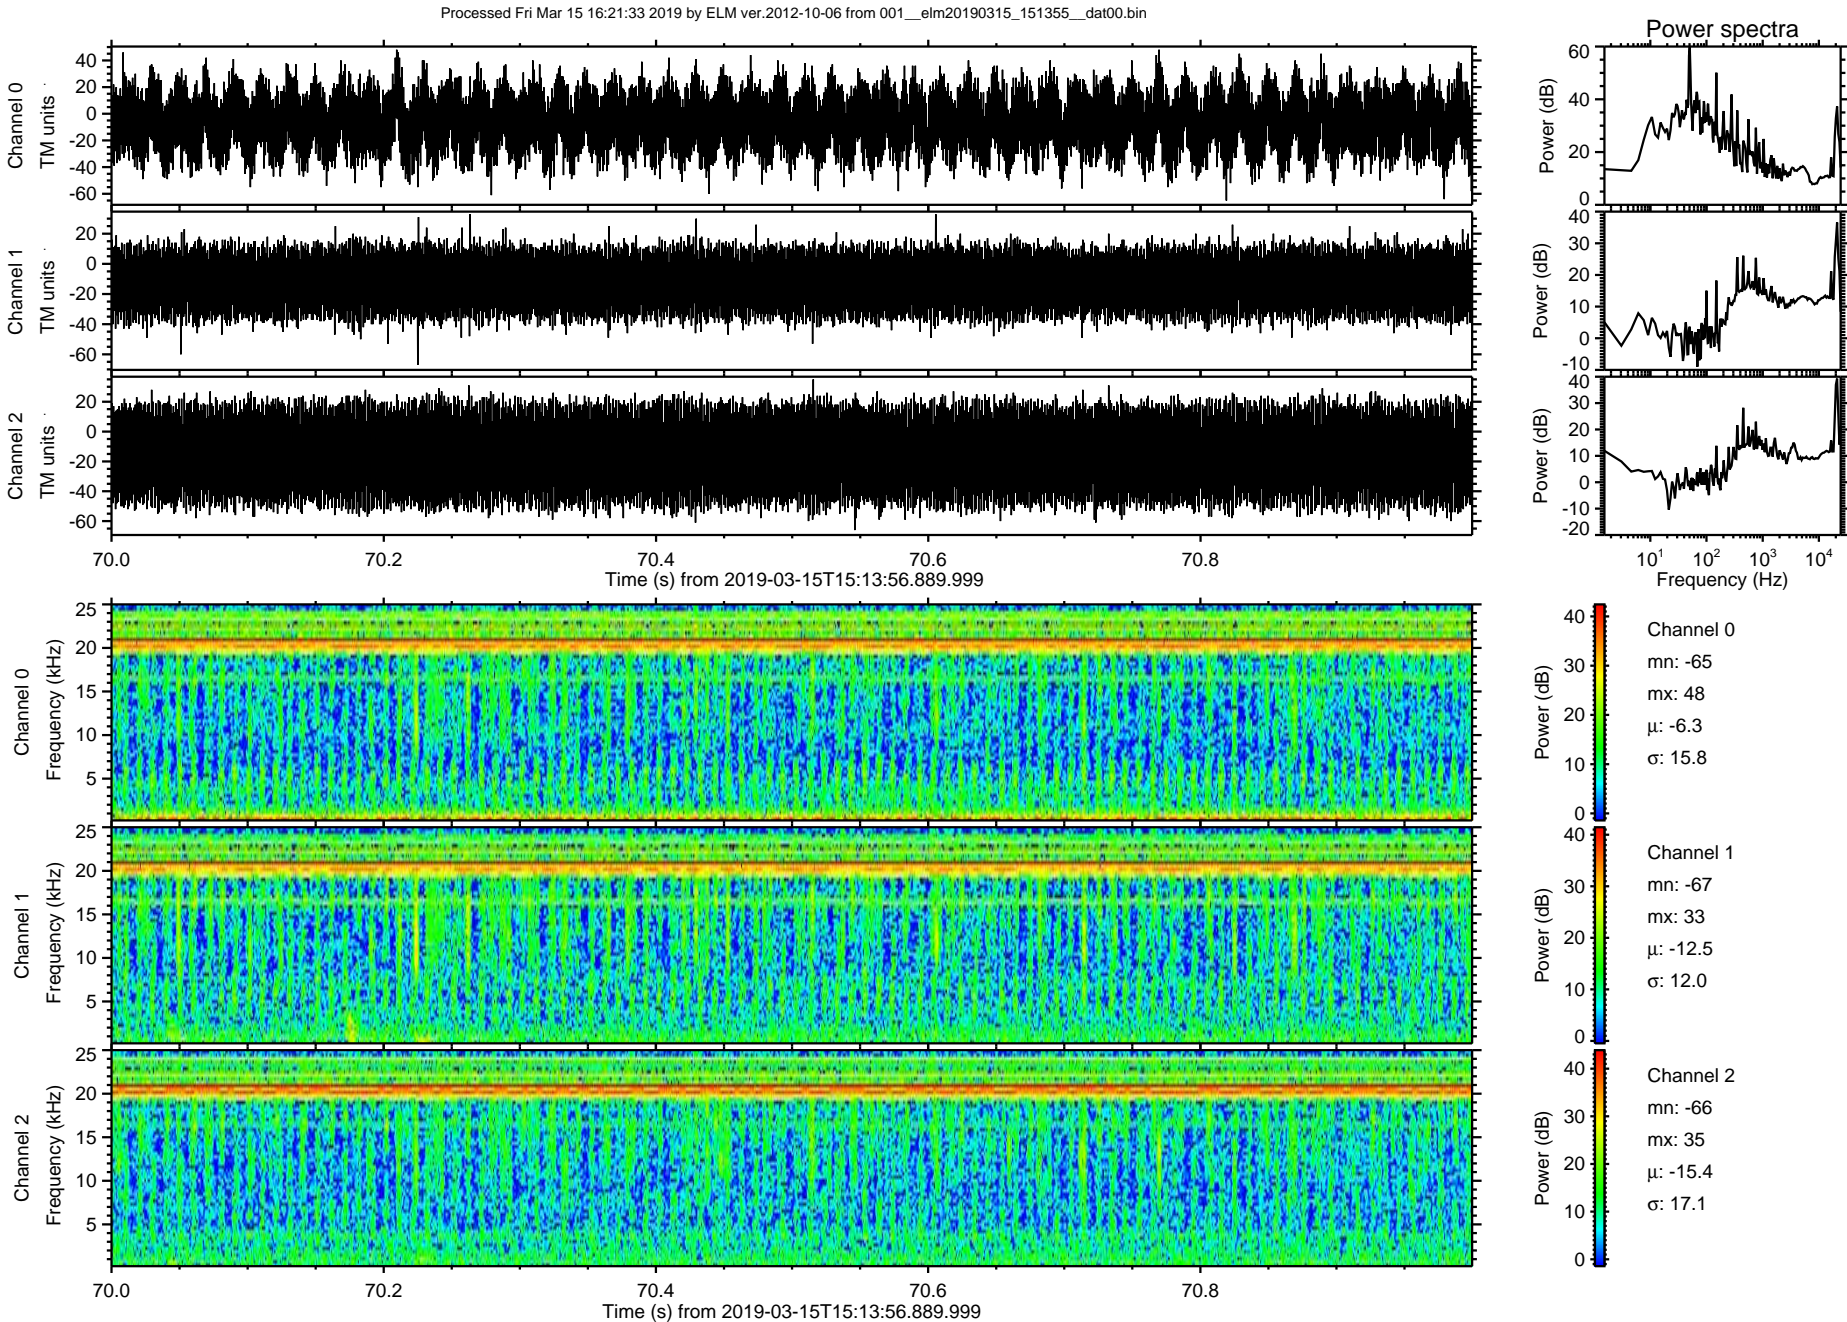 Processed Fri Mar 15 16:21:33 2019 by ELM ver.2012-10-06 from 001__elm20190315_151355__dat00.bin
Power spectra
Channel 0
TM units
40
20
0
-20
-40
-60
Power (dB)
60
40
20
0
Channel 1
TM units
20
0
-20
-40
-60
Power (dB)
40
30
20
10
0
-10
Channel 2
TM units
20
0
-20
-40
-60
Power (dB)
40
30
20
10
0
-10
-20
70.0 70.2 70.4 70.6 70.8
Time (s) from 2019-03-15T15:13:56.889.999
10¹ 10² 10³ 10⁴
Frequency (Hz)
Channel 0
Frequency (kHz)
25
20
15
10
5
Power (dB)
40
30
20
10
0
Channel 0
mn: -65
mx: 48
μ: -6.3
σ: 15.8
Channel 1
Frequency (kHz)
25
20
15
10
5
Power (dB)
40
30
20
10
0
Channel 1
mn: -67
mx: 33
μ: -12.5
σ: 12.0
Channel 2
Frequency (kHz)
25
20
15
10
5
Power (dB)
40
30
20
10
0
Channel 2
mn: -66
mx: 35
μ: -15.4
σ: 17.1
70.0 70.2 70.4 70.6 70.8
Time (s) from 2019-03-15T15:13:56.889.999